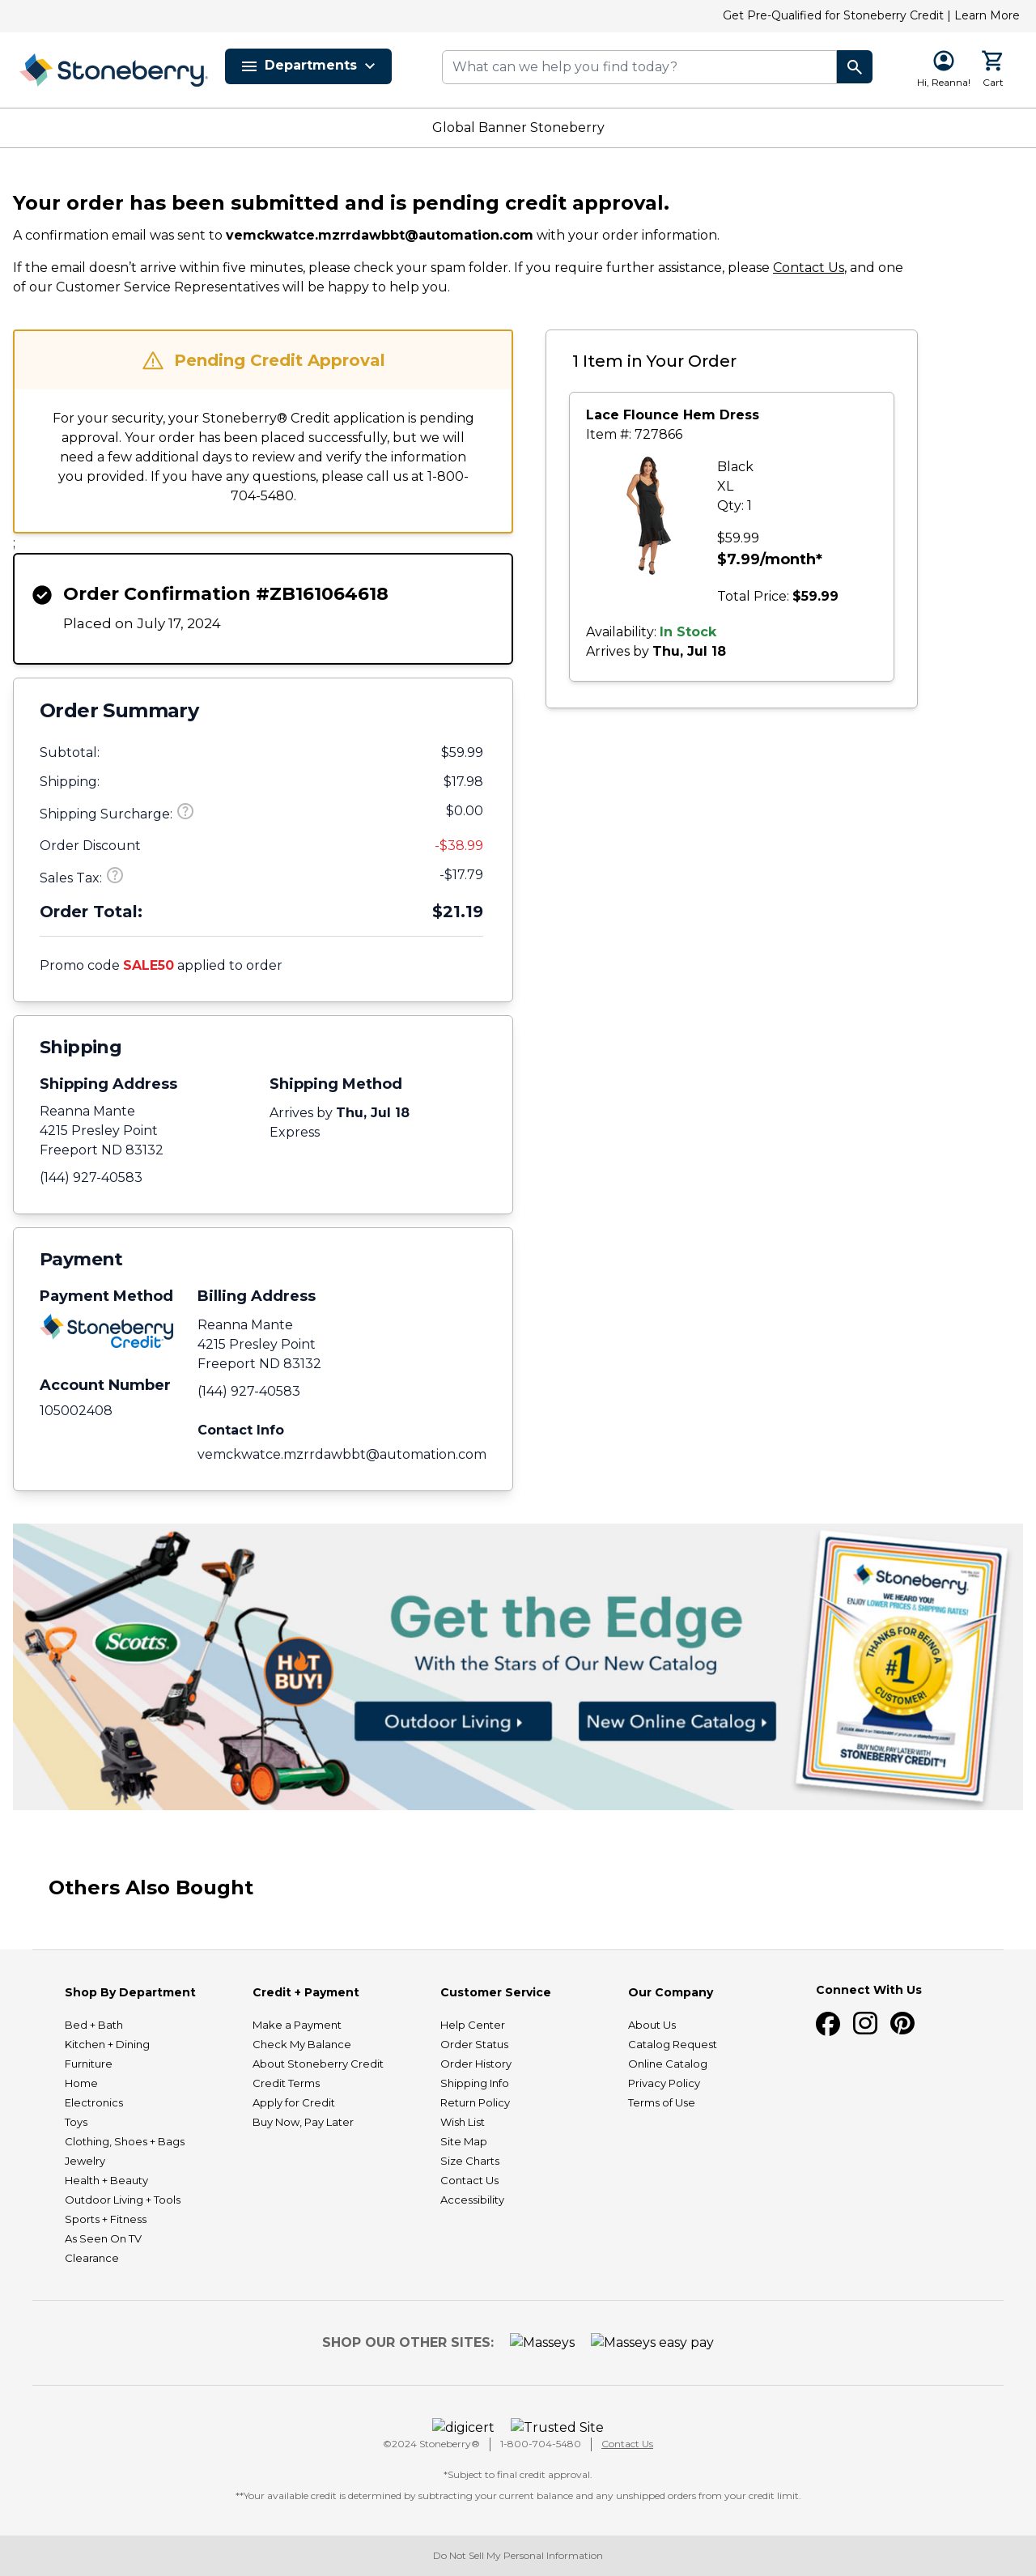 Get Pre-Qualified for Stoneberry Credit | Learn More
Stoneberry
Departments
What can we help you find today?
Hi, Reanna!
Cart
Global Banner Stoneberry
Your order has been submitted and is pending credit approval.
A confirmation email was sent to vemckwatce.mzrrdawbbt@automation.com with your order information.
If the email doesn’t arrive within five minutes, please check your spam folder. If you require further assistance, please Contact Us, and one
of our Customer Service Representatives will be happy to help you.
Pending Credit Approval
For your security, your Stoneberry® Credit application is pending
approval. Your order has been placed successfully, but we will
need a few additional days to review and verify the information
you provided. If you have any questions, please call us at 1-800-
704-5480.
;
Order Confirmation #ZB161064618
Placed on July 17, 2024
Order Summary
Subtotal: $59.99
Shipping: $17.98
Shipping Surcharge: $0.00
Order Discount -$38.99
Sales Tax: -$17.79
Order Total: $21.19
Promo code SALE50 applied to order
Shipping
Shipping Address
Reanna Mante
4215 Presley Point
Freeport ND 83132
(144) 927-40583
Shipping Method
Arrives by Thu, Jul 18
Express
Payment
Payment Method
Stoneberry
Credit
Account Number
105002408
Billing Address
Reanna Mante
4215 Presley Point
Freeport ND 83132
(144) 927-40583
Contact Info
vemckwatce.mzrrdawbbt@automation.com
1 Item in Your Order
Lace Flounce Hem Dress
Item #: 727866
Black
XL
Qty: 1
$59.99
$7.99/month*
Total Price: $59.99
Availability: In Stock
Arrives by Thu, Jul 18
Scotts
HOT
BUY!
Get the Edge
With the Stars of Our New Catalog
Outdoor Living
New Online Catalog
Stoneberry
WE HEARD YOU!
ENJOY LOWER PRICES & SHIPPING RATES!
THANKS FOR BEING A
#1
CUSTOMER!
BUY NOW, PAY LATER WITH
STONEBERRY CREDIT!
Others Also Bought
Shop By Department
Bed + Bath
Kitchen + Dining
Furniture
Home
Electronics
Toys
Clothing, Shoes + Bags
Jewelry
Health + Beauty
Outdoor Living + Tools
Sports + Fitness
As Seen On TV
Clearance
Credit + Payment
Make a Payment
Check My Balance
About Stoneberry Credit
Credit Terms
Apply for Credit
Buy Now, Pay Later
Customer Service
Help Center
Order Status
Order History
Shipping Info
Return Policy
Wish List
Site Map
Size Charts
Contact Us
Accessibility
Our Company
About Us
Catalog Request
Online Catalog
Privacy Policy
Terms of Use
Connect With Us
SHOP OUR OTHER SITES:
Masseys
Masseys easy pay
digicert
Trusted Site
©2024 Stoneberry®
1-800-704-5480
Contact Us
*Subject to final credit approval.
**Your available credit is determined by subtracting your current balance and any unshipped orders from your credit limit.
Do Not Sell My Personal Information